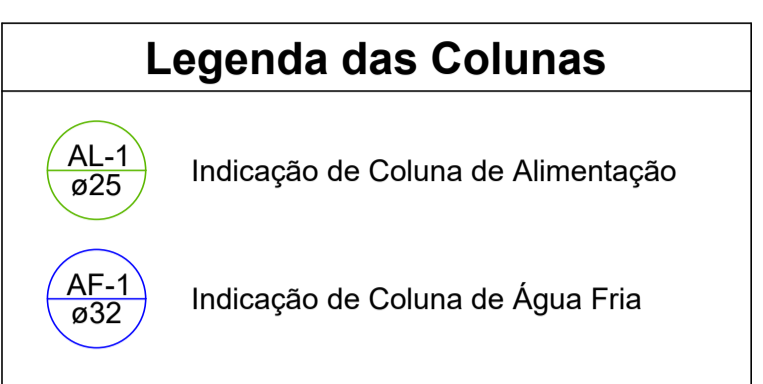 Legenda das Colunas
AL-1
ø25
Indicação de Coluna de Alimentação
AF-1
ø32
Indicação de Coluna de Água Fria